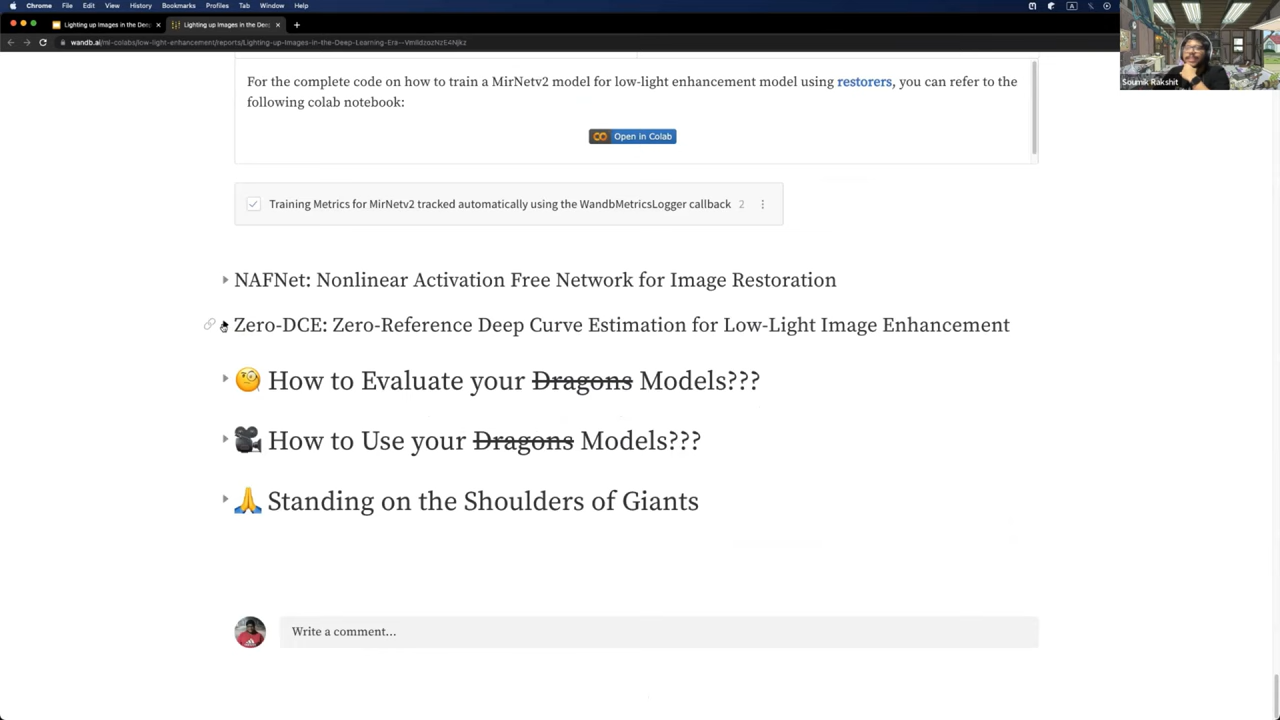 Chrome File Edit View History Bookmarks Profiles Tab Window Help
Lighting up Images in the Deep
Lighting up Images in the Deep
wandb.ai/ml-colabs/low-light-enhancement/reports/Lighting-up-Images-in-the-Deep-Learning-Era--VmlldzozNzE4Njkz
Soumik Rakshit
For the complete code on how to train a MirNetv2 model for low-light enhancement model using restorers, you can refer to the
following colab notebook:
Open in Colab
Training Metrics for MirNetv2 tracked automatically using the WandbMetricsLogger callback 2
NAFNet: Nonlinear Activation Free Network for Image Restoration
Zero-DCE: Zero-Reference Deep Curve Estimation for Low-Light Image Enhancement
🧐 How to Evaluate your Dragons Models???
🎥 How to Use your Dragons Models???
🙏 Standing on the Shoulders of Giants
Write a comment...